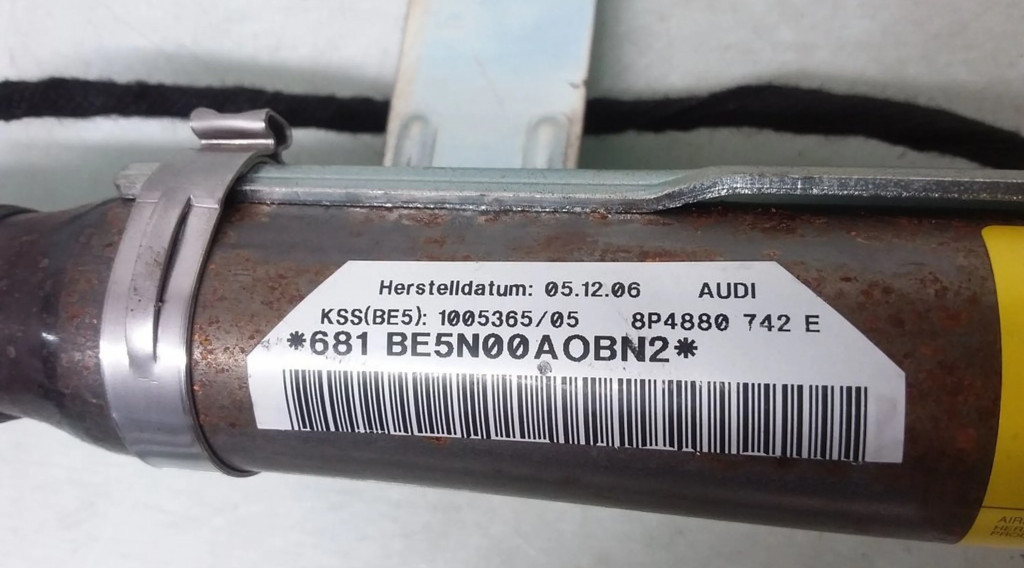 Herstelldatum: 05.12.06 AUDI
KSS(BE5): 1005365/05 8P4880 742 E
*681 BE5N00AOBN2*